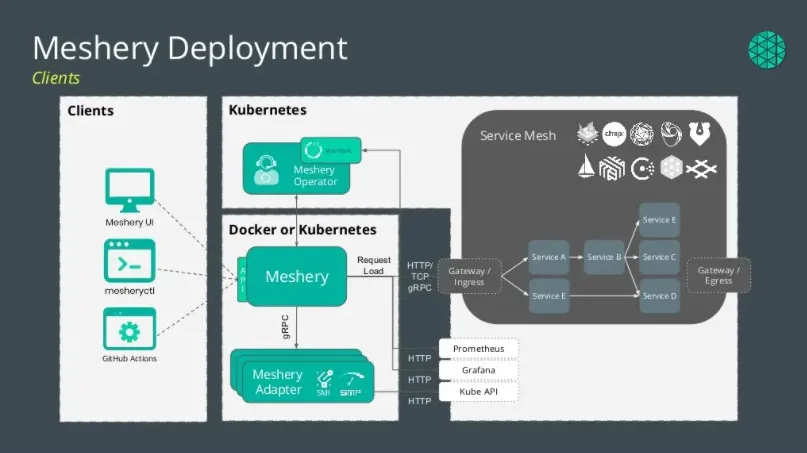 Meshery Deployment
Clients
Clients
Meshery UI
mesheryctl
GitHub Actions
Kubernetes
Meshery
Operator
Docker or Kubernetes
A
P
I
Meshery
Request
Load
gRPC
Meshery
Adapter
SMI
SMP
HTTP/
TCP
gRPC
HTTP
HTTP
HTTP
Service Mesh
citrix
Gateway /
Ingress
Service A
Service B
Service E
Service C
Service E
Service D
Gateway /
Egress
Prometheus
Grafana
Kube API